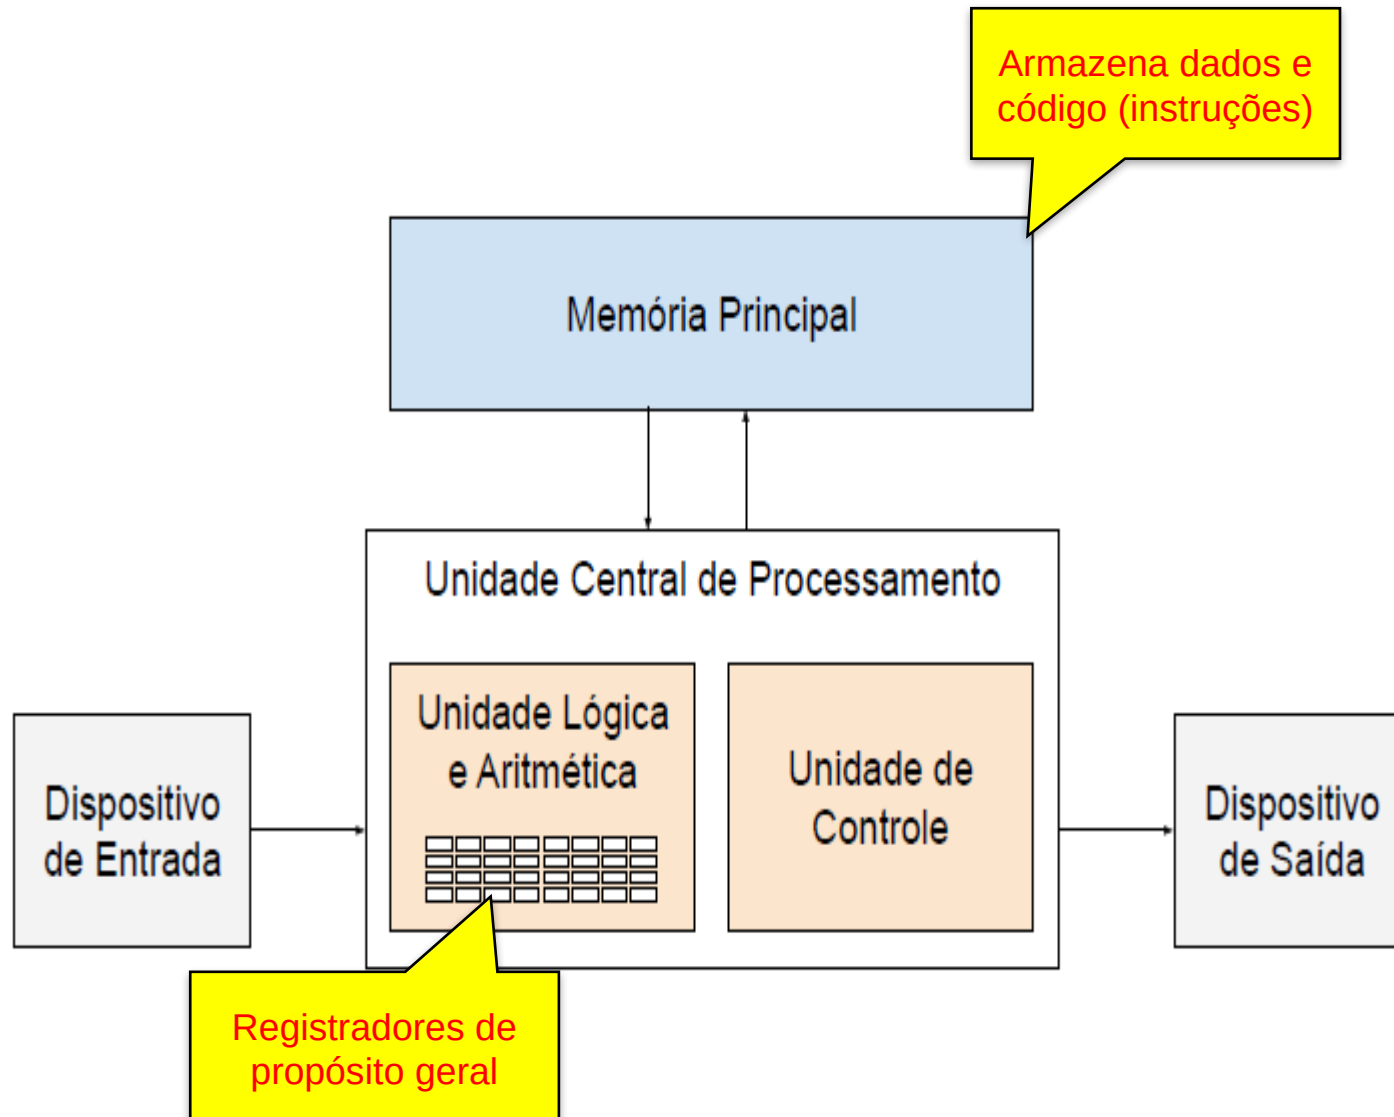 Armazena dados e
código (instruções)
Memória Principal
Unidade Central de Processamento
Unidade Lógica
e Aritmética
Unidade de
Controle
Dispositivo
de Entrada
Dispositivo
de Saída
Registradores de
propósito geral